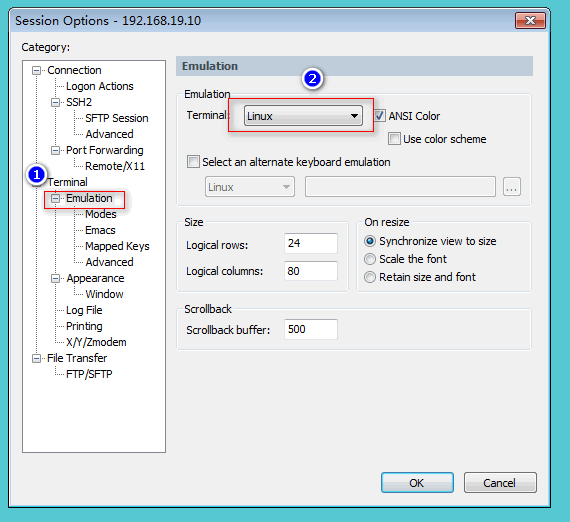 Session Options - 192.168.19.10
Category:
Connection
Logon Actions
SSH2
SFTP Session
Advanced
Port Forwarding
Remote/X11
1
Terminal
Emulation
Modes
Emacs
Mapped Keys
Advanced
Appearance
Window
Log File
Printing
X/Y/Zmodem
File Transfer
FTP/SFTP
Emulation
2
Emulation
Terminal: Linux ANSI Color
Use color scheme
Select an alternate keyboard emulation
Linux ...
Size
Logical rows: 24
Logical columns: 80
On resize
Synchronize view to size
Scale the font
Retain size and font
Scrollback
Scrollback buffer: 500
OK Cancel